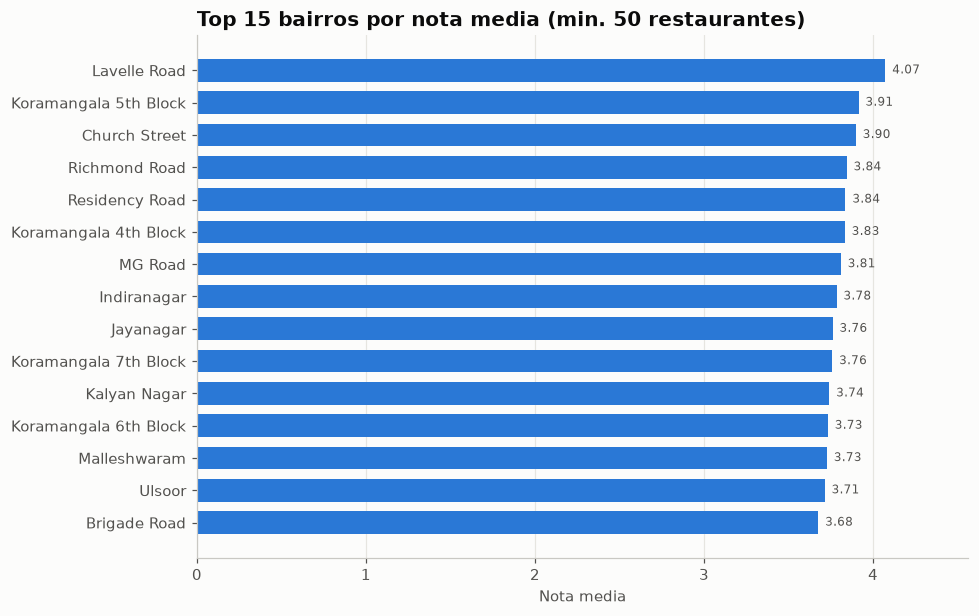 Top 15 bairros por nota media (min. 50 restaurantes)
Lavelle Road 4.07
Koramangala 5th Block 3.91
Church Street 3.90
Richmond Road 3.84
Residency Road 3.84
Koramangala 4th Block 3.83
MG Road 3.81
Indiranagar 3.78
Jayanagar 3.76
Koramangala 7th Block 3.76
Kalyan Nagar 3.74
Koramangala 6th Block 3.73
Malleshwaram 3.73
Ulsoor 3.71
Brigade Road 3.68
0 1 2 3 4
Nota media